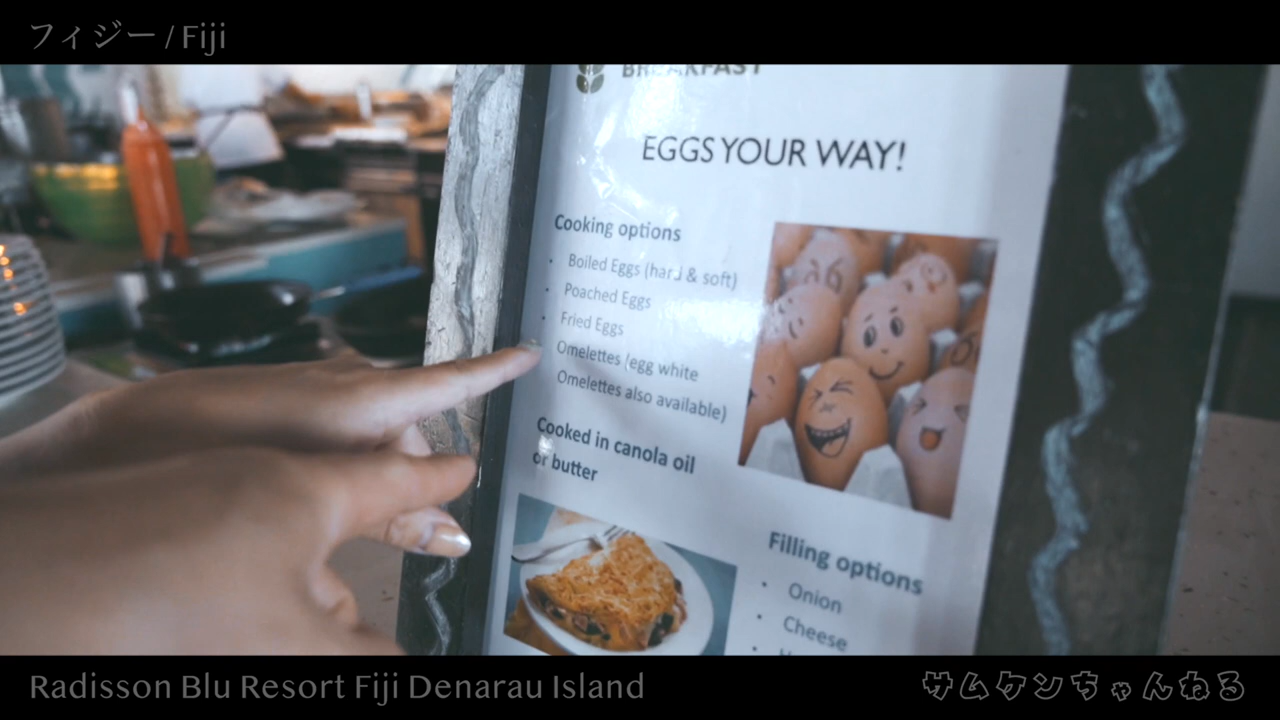 フィジー / Fiji
BREAKFAST
EGGS YOUR WAY!
Cooking options
• Boiled Eggs (hard & soft)
• Poached Eggs
• Fried Eggs
Omelettes (egg white
Omelettes also available)
Cooked in canola oil
or butter
Filling options
• Onion
• Cheese
Radisson Blu Resort Fiji Denarau Island
サムケンちゃんねる